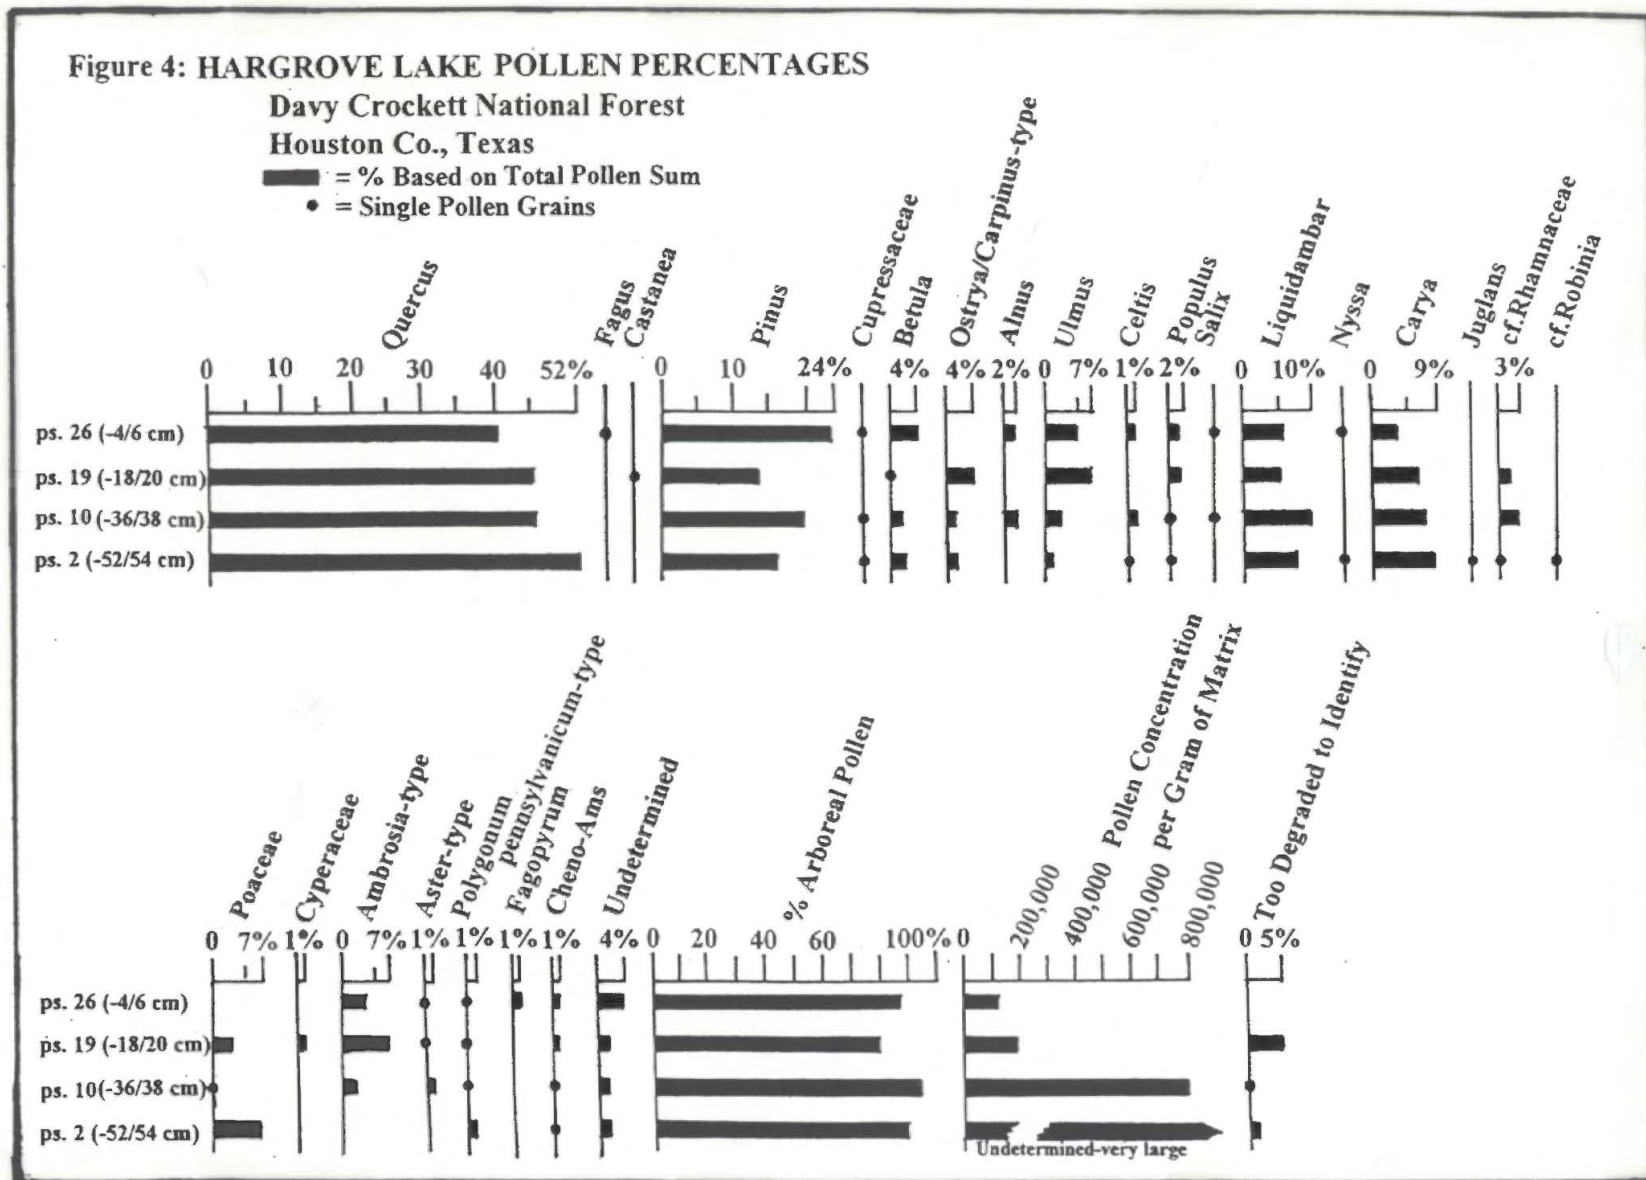 Figure 4: HARGROVE LAKE POLLEN PERCENTAGES
Davy Crockett National Forest
Houston Co., Texas
= % Based on Total Pollen Sum
= Single Pollen Grains
Quercus
Fagus
Castanea
Pinus
Cupressaceae
Betula
Ostrya/Carpinus-type
Alnus
Ulmus
Celtis
Populus
Salix
Liquidambar
Nyssa
Carya
Juglans
cf.Rhamnaceae
cf.Robinia
0 10 20 30 40 52% 0 10 24% 4% 4% 2% 0 7% 1% 2% 0 10% 0 9% 3%
ps. 26 (-4/6 cm)
ps. 19 (-18/20 cm)
ps. 10 (-36/38 cm)
ps. 2 (-52/54 cm)
Poaceae
Cyperaceae
Ambrosia-type
Aster-type
Polygonum
pennsylvanicum-type
Fagopyrum
Cheno-Ams
Undetermined
% Arboreal Pollen
Pollen Concentration
per Gram of Matrix
Too Degraded to Identify
0 7% 1% 0 7% 1% 1% 1% 1% 4% 0 20 40 60 100% 0 200,000 400,000 600,000 800,000 0 5%
ps. 26 (-4/6 cm)
ps. 19 (-18/20 cm)
ps. 10(-36/38 cm)
ps. 2 (-52/54 cm)
Undetermined-very large